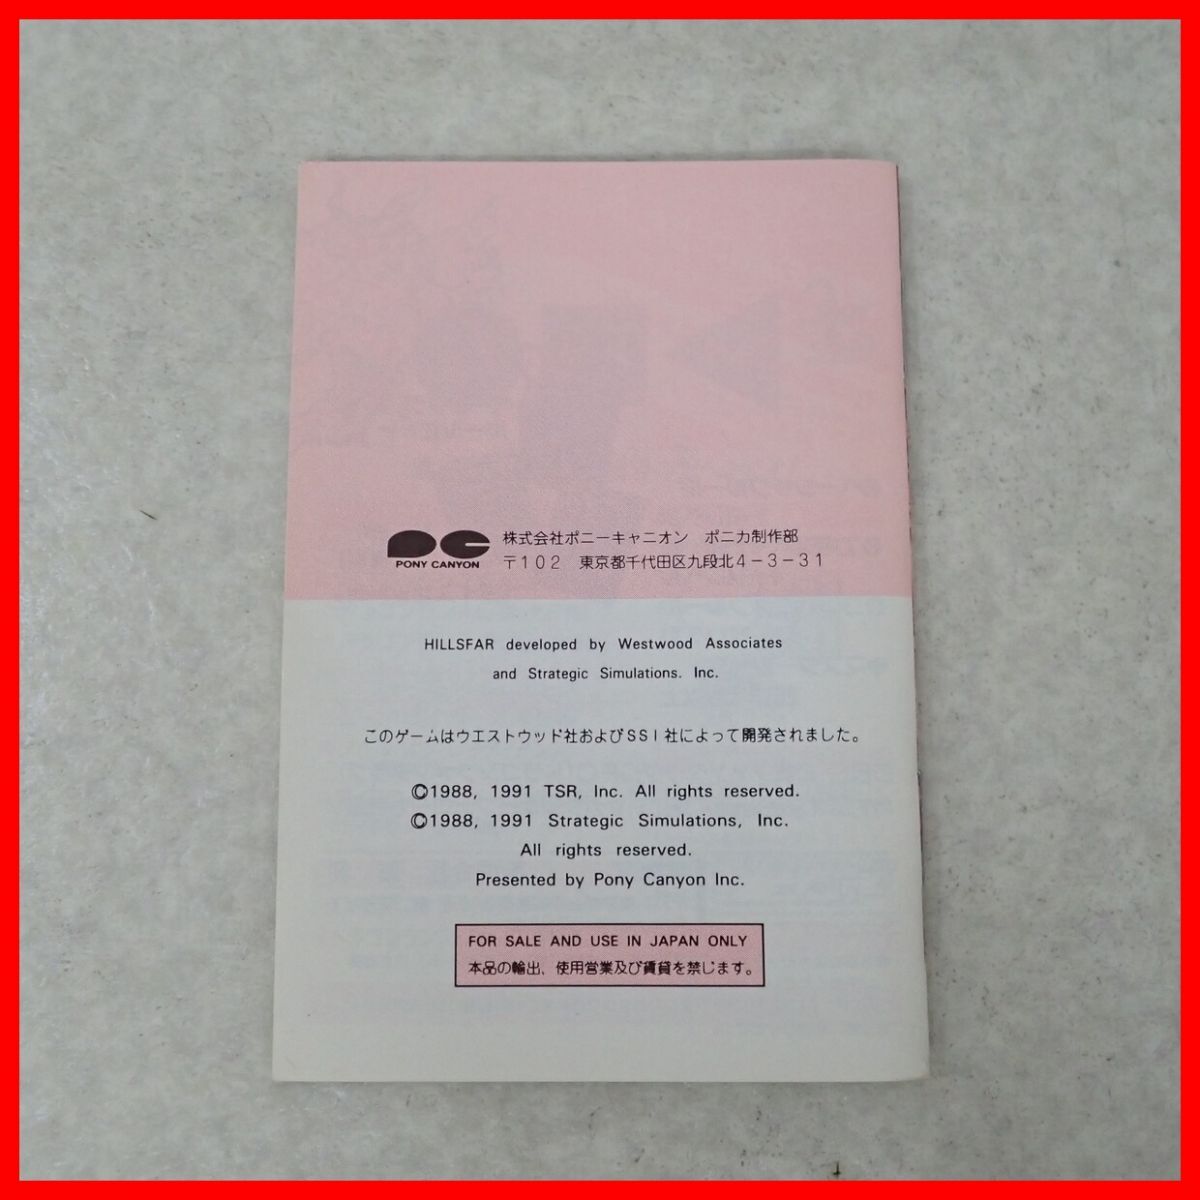 株式会社ポニーキャニオン ポニカ制作部
PONY CANYON
〒102 東京都千代田区九段北4-3-31
HILLSFAR developed by Westwood Associates
and Strategic Simulations. Inc.
このゲームはウエストウッド社およびSSI社によって開発されました。
©1988, 1991 TSR, Inc. All rights reserved.
©1988, 1991 Strategic Simulations, Inc.
All rights reserved.
Presented by Pony Canyon Inc.
FOR SALE AND USE IN JAPAN ONLY
本品の輸出、使用営業及び賃貸を禁じます。